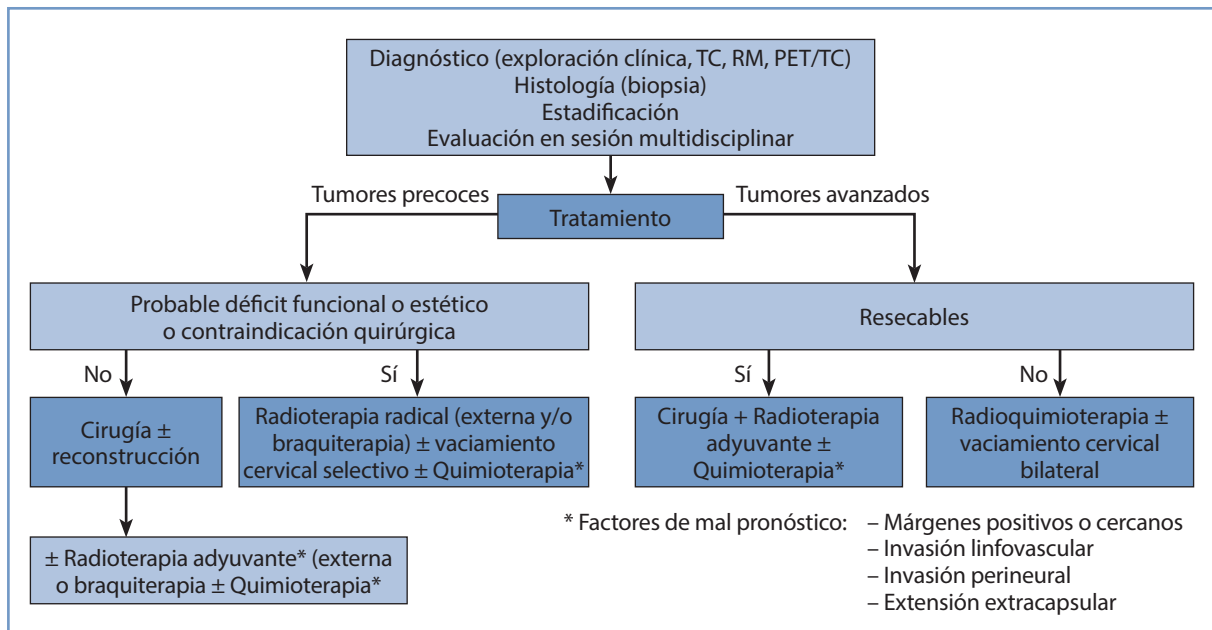 Diagnóstico (exploración clínica, TC, RM, PET/TC)
Histología (biopsia)
Estadificación
Evaluación en sesión multidisciplinar
Tumores precoces
Tratamiento
Tumores avanzados
Probable déficit funcional o estético
o contraindicación quirúrgica
Resecables
No
Sí
Sí
No
Cirugía ±
reconstrucción
Radioterapia radical (externa y/o
braquiterapia) ± vaciamiento
cervical selectivo ± Quimioterapia*
Cirugía + Radioterapia
adyuvante ±
Quimioterapia*
Radioquimioterapia ±
vaciamiento cervical
bilateral
± Radioterapia adyuvante* (externa
o braquiterapia ± Quimioterapia*
* Factores de mal pronóstico: – Márgenes positivos o cercanos
– Invasión linfovascular
– Invasión perineural
– Extensión extracapsular